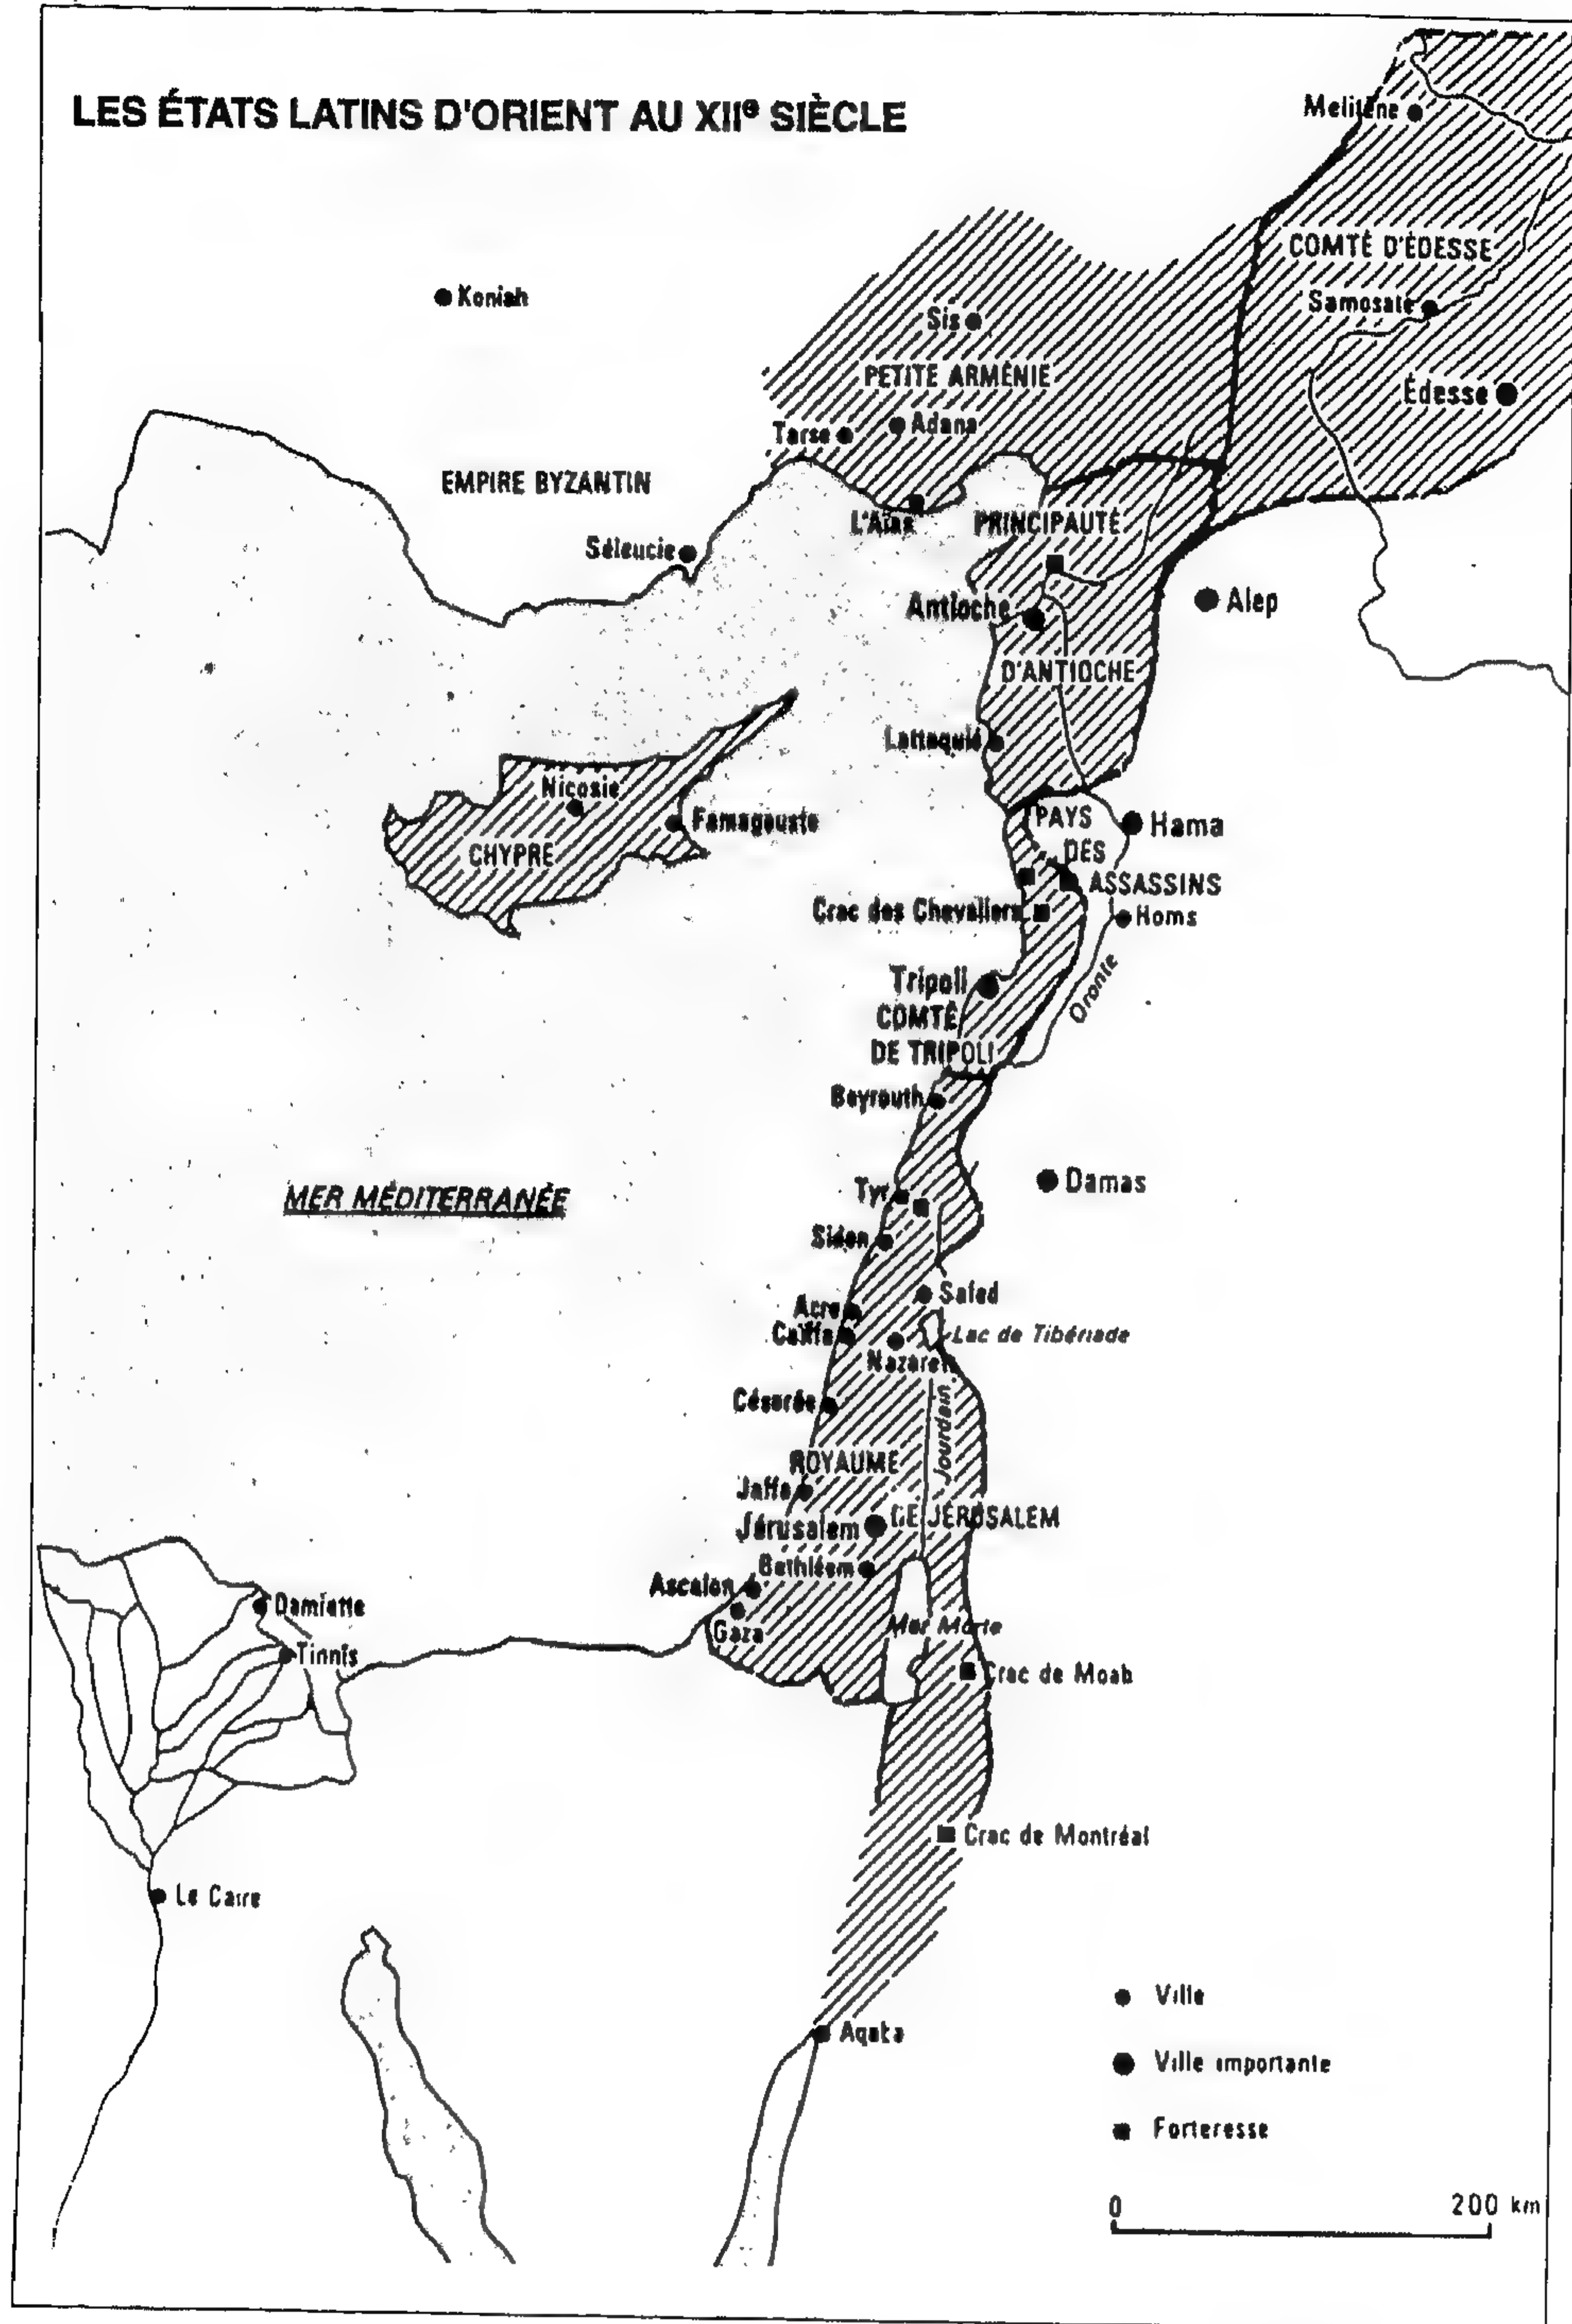 LES ÉTATS LATINS D'ORIENT AU XIIe SIÈCLE
Melitène
COMTÉ D'ÉDESSE
Koniah
Samosate
Sis
PETITE ARMÉNIE
Édesse
Tarse
Adana
EMPIRE BYZANTIN
L'Aïas
PRINCIPAUTÉ
Séleucie
Antioche
Alep
D'ANTIOCHE
Lattaquié
Nicosie
Famagouste
CHYPRE
PAYS
DES
ASSASSINS
Hama
Crac des Chevaliers
Homs
Tripoli
Oronte
COMTÉ
DE TRIPOLI
Beyrouth
MER MÉDITERRANÉE
Damas
Tyr
Sidon
Safed
Acre
Caïffa
Lac de Tibériade
Nazareth
Césarée
Jourdain
ROYAUME
Jaffa
DE JÉRUSALEM
Jérusalem
Bethléem
Ascalon
Gaza
Damiette
Tinnis
Mer Morte
Crac de Moab
Crac de Montréal
Le Caire
Aqaba
Ville
Ville importante
Forteresse
0 200 km